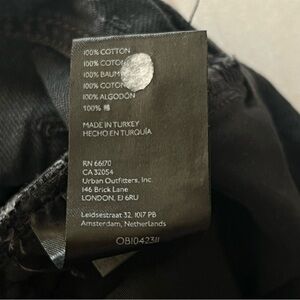 100% COTTON
100% COTON
100% BAUM
100% COTON
100% ALGODÓN
100% 棉
MADE IN TURKEY
HECHO EN TURQUÍA
RN 66170
CA 32054
Urban Outfitters, Inc.
146 Brick Lane
LONDON, E1 6RU
Leidsestraat 32, 1017 PB
Amsterdam, Netherlands
OB1042311